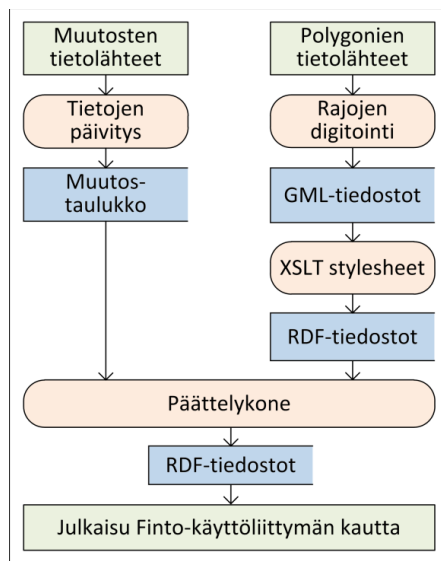 Muutosten
tietolähteet
Polygonien
tietolähteet
Tietojen
päivitys
Rajojen
digitointi
Muutos-
taulukko
GML-tiedostot
XSLT stylesheet
RDF-tiedostot
Päättelykone
RDF-tiedostot
Julkaisu Finto-käyttöliittymän kautta